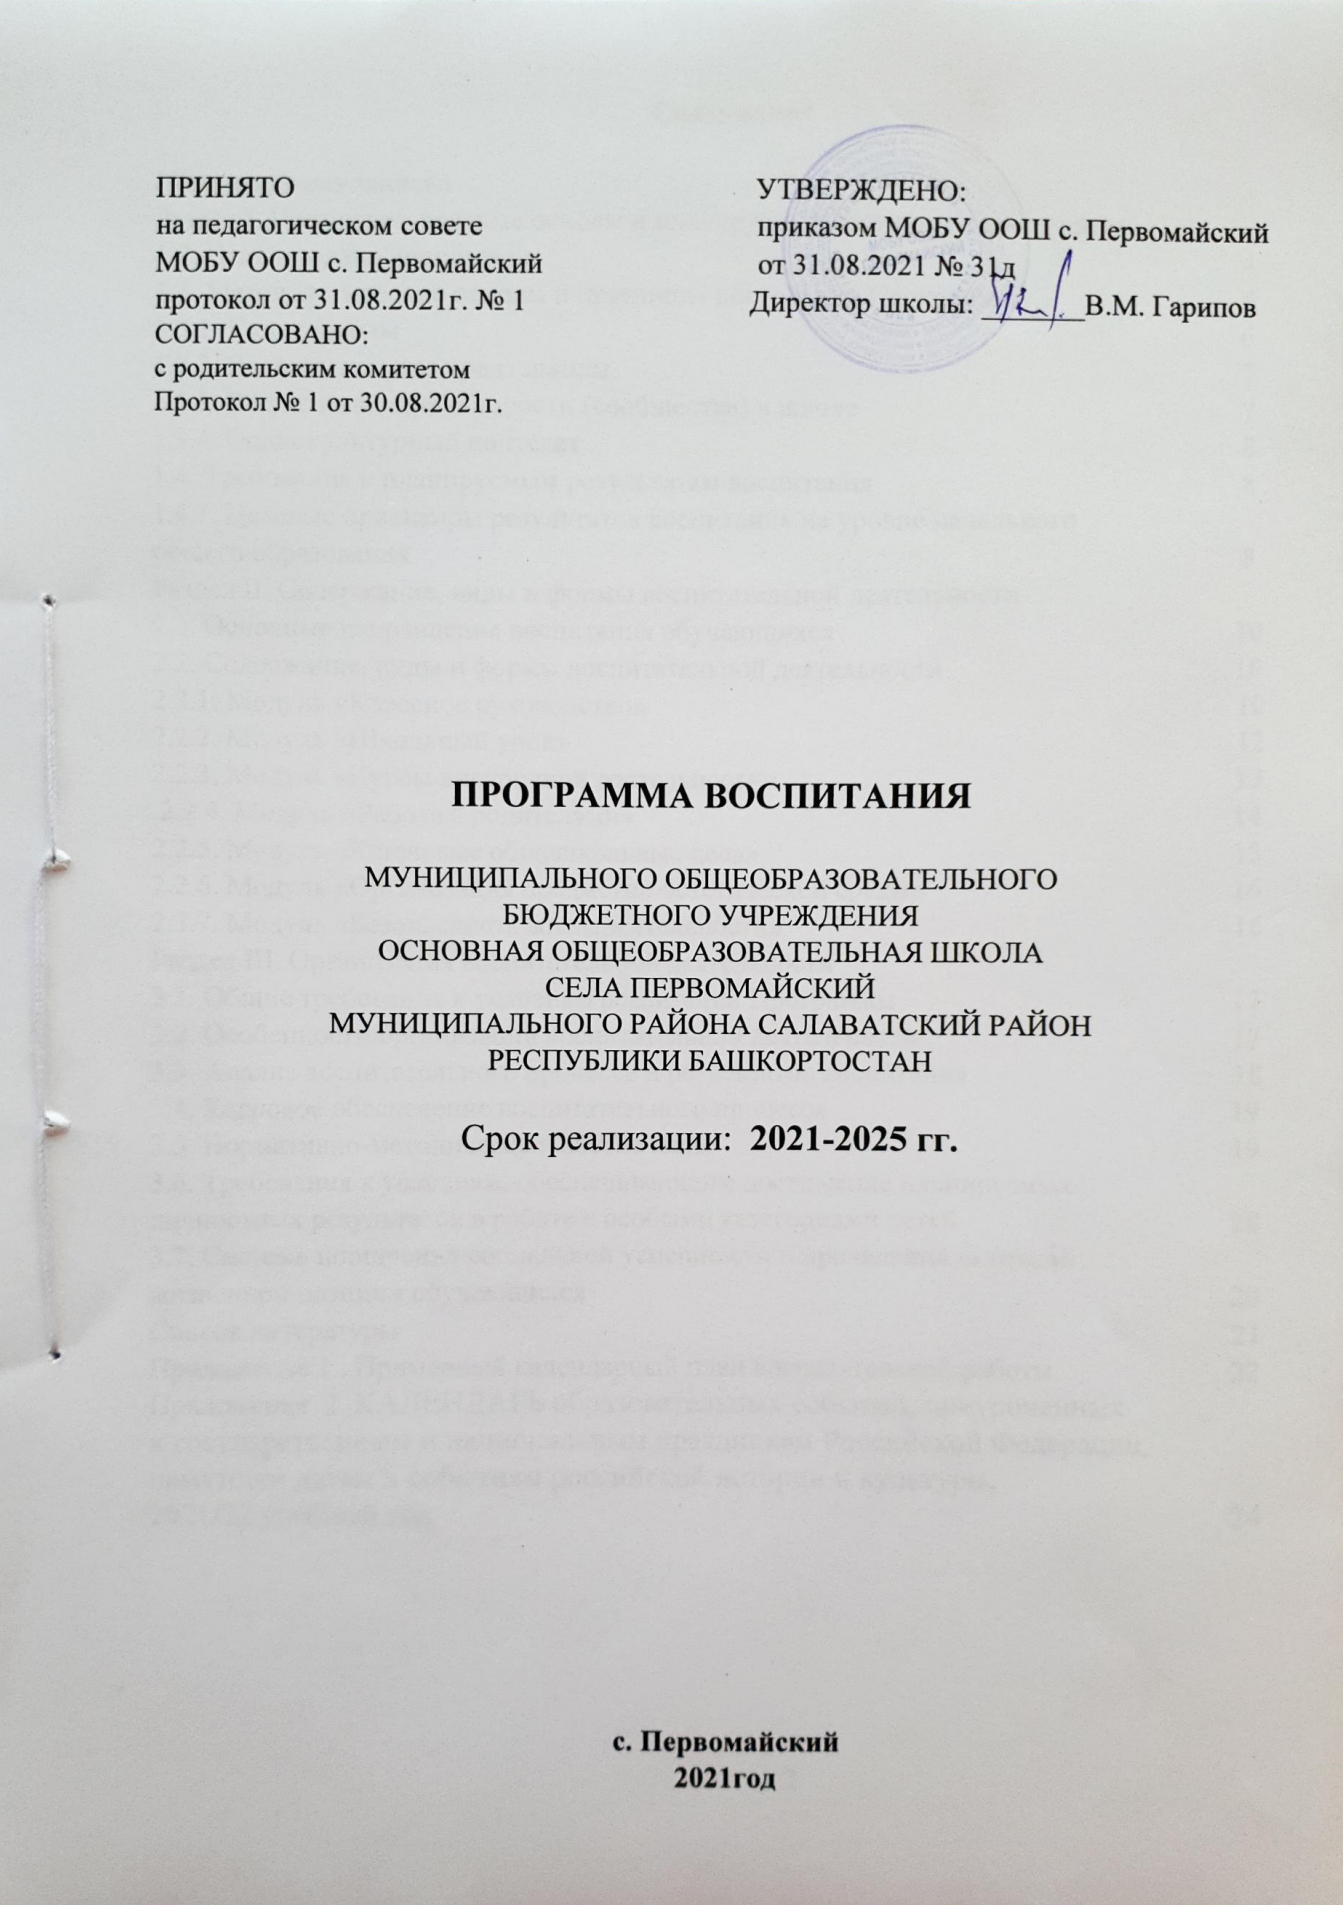 ПРИНЯТО
на педагогическом совете
МОБУ ООШ с. Первомайский
протокол от 31.08.2021г. № 1
СОГЛАСОВАНО:
с родительским комитетом
Протокол № 1 от 30.08.2021г.
УТВЕРЖДЕНО:
приказом МОБУ ООШ с. Первомайский
от 31.08.2021 № 31д
Директор школы: _______В.М. Гарипов
ПРОГРАММА ВОСПИТАНИЯ
МУНИЦИПАЛЬНОГО ОБЩЕОБРАЗОВАТЕЛЬНОГО
БЮДЖЕТНОГО УЧРЕЖДЕНИЯ
ОСНОВНАЯ ОБЩЕОБРАЗОВАТЕЛЬНАЯ ШКОЛА
СЕЛА ПЕРВОМАЙСКИЙ
МУНИЦИПАЛЬНОГО РАЙОНА САЛАВАТСКИЙ РАЙОН
РЕСПУБЛИКИ БАШКОРТОСТАН
Срок реализации: 2021-2025 гг.
с. Первомайский
2021год